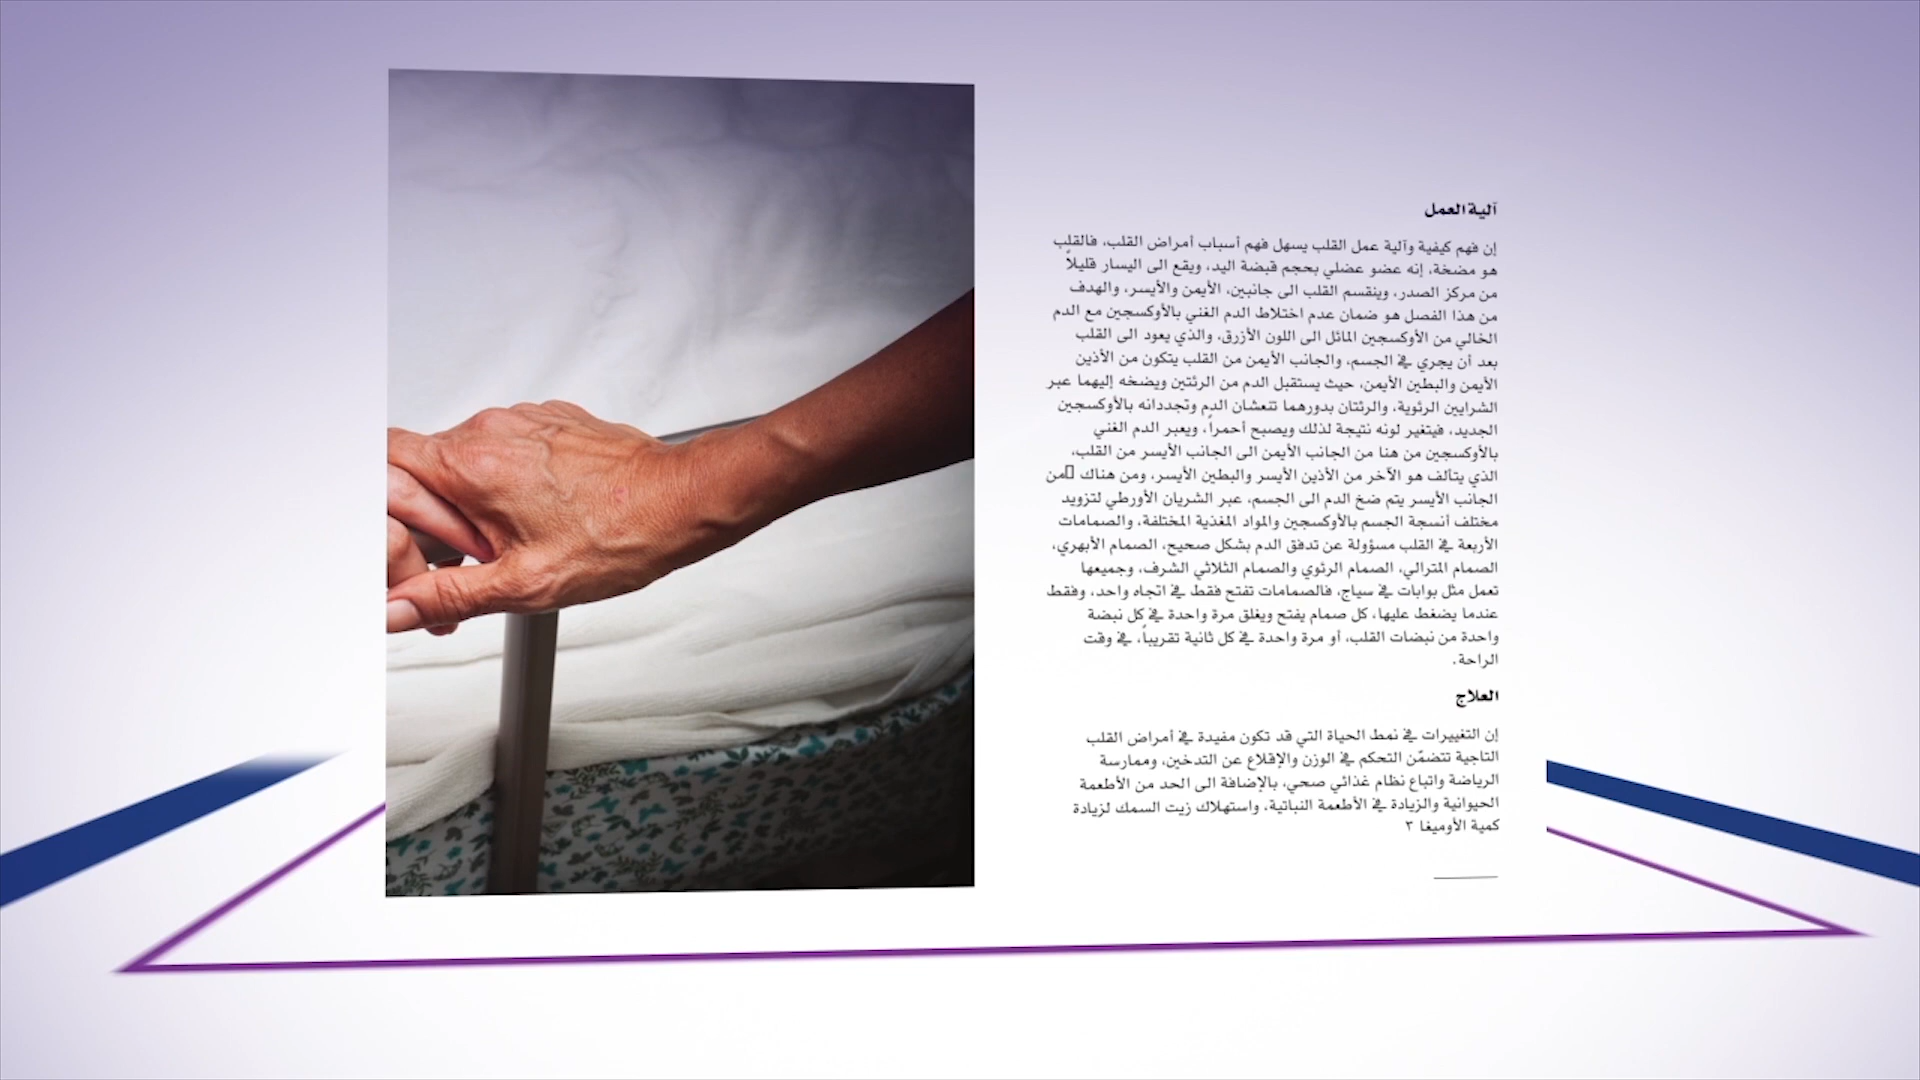 آلية العمل
إن فهم كيفية وآلية عمل القلب يسهل فهم أسباب أمراض القلب، فالقلب
هو مضخة، إنه عضو عضلي بحجم قبضة اليد، ويقع الى اليسار قليلاً
من مركز الصدر، وينقسم القلب الى جانبين، الأيمن والأيسر، والهدف
من هذا الفصل هو ضمان عدم اختلاط الدم الغني بالأوكسجين مع الدم
الخالي من الأوكسجين المائل الى اللون الأزرق، والذي يعود الى القلب
بعد أن يجري في الجسم، والجانب الأيمن من القلب يتكون من الأذين
الأيمن والبطين الأيمن، حيث يستقبل الدم من الرئتين ويضخه إليهما عبر
الشرايين الرئوية، والرئتان بدورهما تنعشان الدم وتجددانه بالأوكسجين
الجديد، فيتغير لونه نتيجة لذلك ويصبح أحمراً، ويعبر الدم الغني
بالأوكسجين من هنا من الجانب الأيمن الى الجانب الأيسر من القلب،
الذي يتألف هو الآخر من الأذين الأيسر والبطين الأيسر، ومن هناك من
الجانب الأيسر يتم ضخ الدم الى الجسم، عبر الشريان الأورطي لتزويد
مختلف أنسجة الجسم بالأوكسجين والمواد المغذية المختلفة، والصمامات
الأربعة في القلب مسؤولة عن تدفق الدم بشكل صحيح، الصمام الأبهري،
الصمام المترالي، الصمام الرئوي والصمام الثلاثي الشرف، وجميعها
تعمل مثل بوابات في سياج، فالصمامات تفتح فقط في اتجاه واحد، وفقط
عندما يضغط عليها، كل صمام يفتح ويغلق مرة واحدة في كل نبضة
واحدة من نبضات القلب، أو مرة واحدة في كل ثانية تقريباً، في وقت
الراحة.
العلاج
إن التغييرات في نمط الحياة التي قد تكون مفيدة في أمراض القلب
التاجية تتضمّن التحكم في الوزن والإقلاع عن التدخين، وممارسة
الرياضة واتباع نظام غذائي صحي، بالإضافة الى الحد من الأطعمة
الحيوانية والزيادة في الأطعمة النباتية، واستهلاك زيت السمك لزيادة
كمية الأوميغا ٣